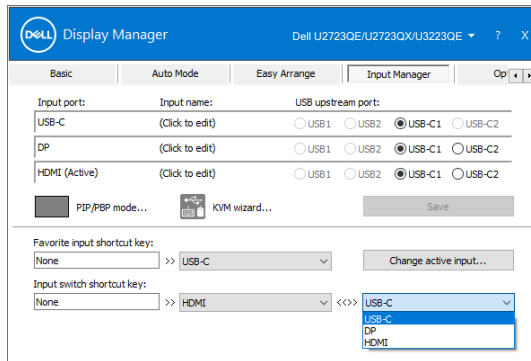 DELL Display Manager Dell U2723QE/U2723QX/U3223QE ? X
Basic Auto Mode Easy Arrange Input Manager Op
Input port: Input name: USB upstream port:
USB-C (Click to edit) USB1 USB2 USB-C1 USB-C2
DP (Click to edit) USB1 USB2 USB-C1 USB-C2
HDMI (Active) (Click to edit) USB1 USB2 USB-C1 USB-C2
PIP/PBP mode... KVM wizard... Save
Favorite input shortcut key:
None >> USB-C Change active input...
Input switch shortcut key:
None >> HDMI <<>> USB-C
USB-C
DP
HDMI